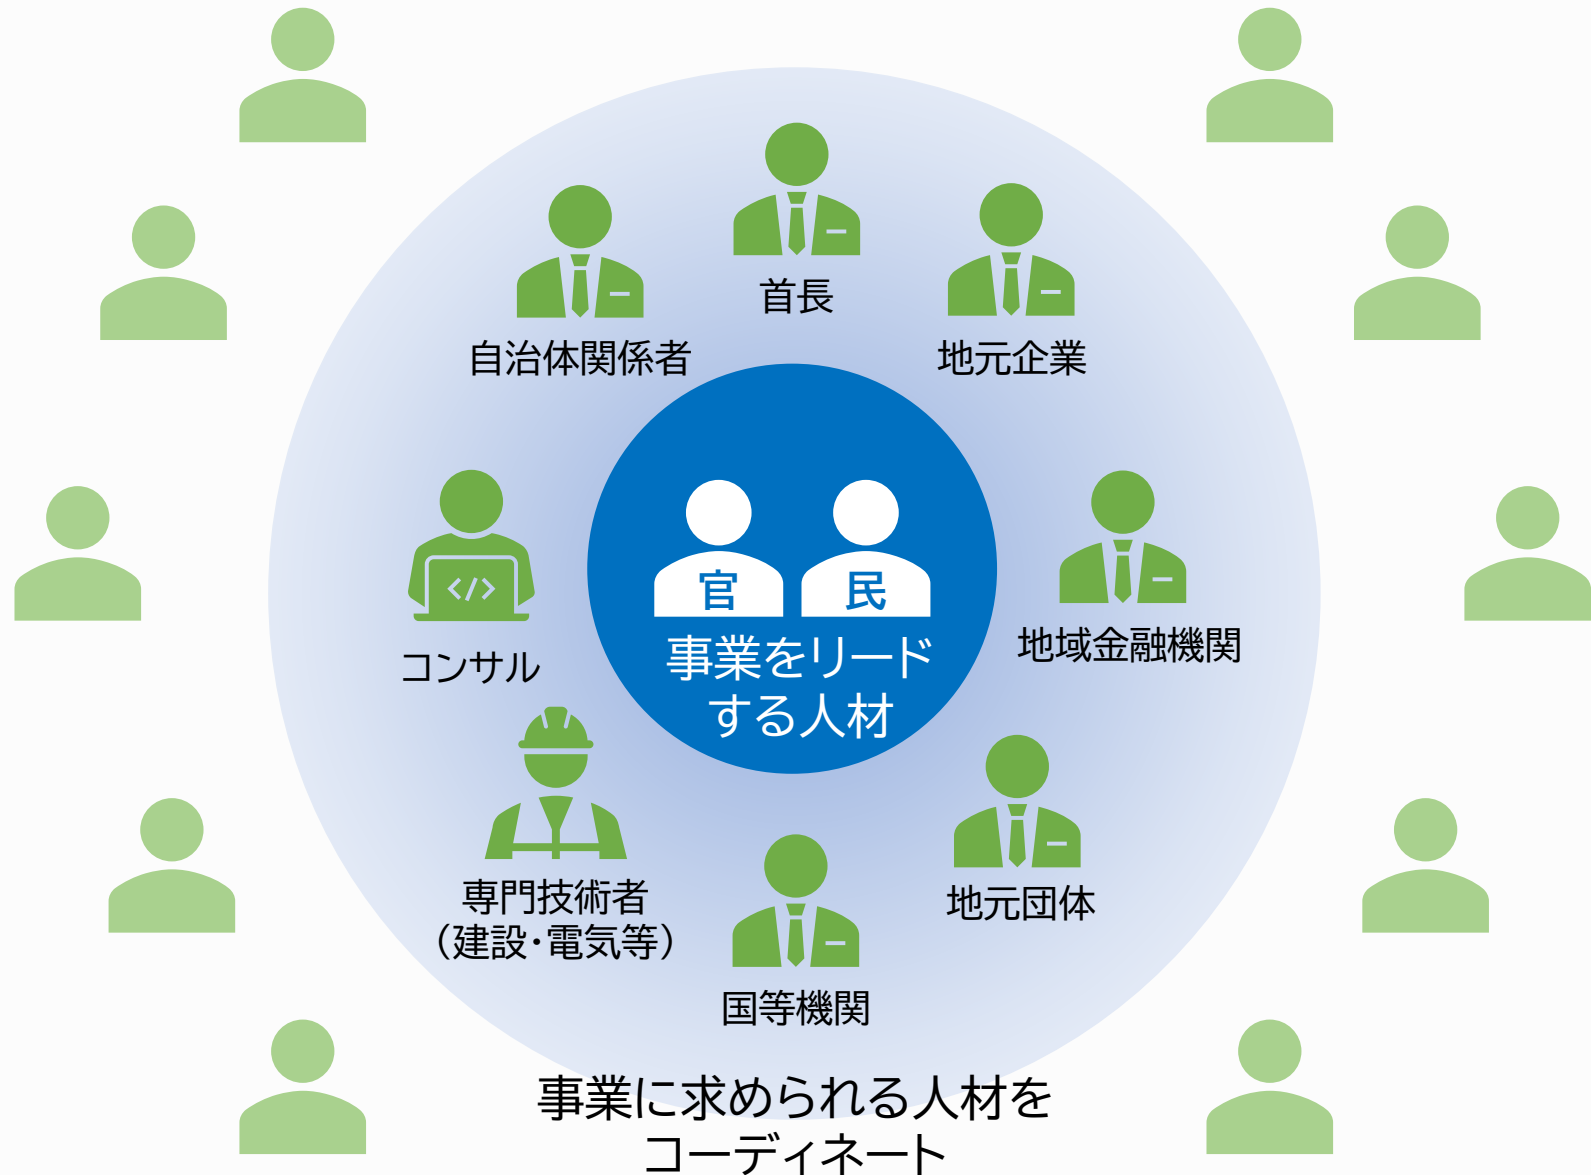 首長
自治体関係者
地元企業
官
民
事業をリード
する人材
コンサル
地域金融機関
専門技術者
（建設・電気等）
地元団体
国等機関
事業に求められる人材を
コーディネート